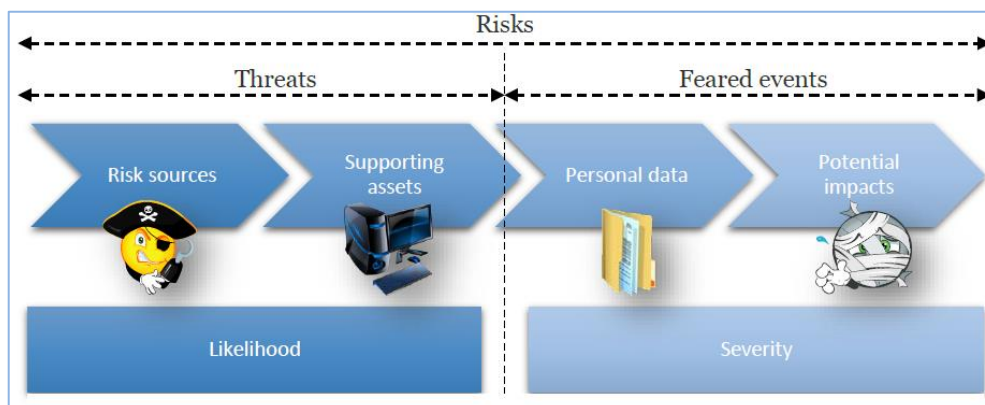 Risks
Threats
Feared events
Risk sources
Supporting
assets
Personal data
Potential
impacts
Likelihood
Severity